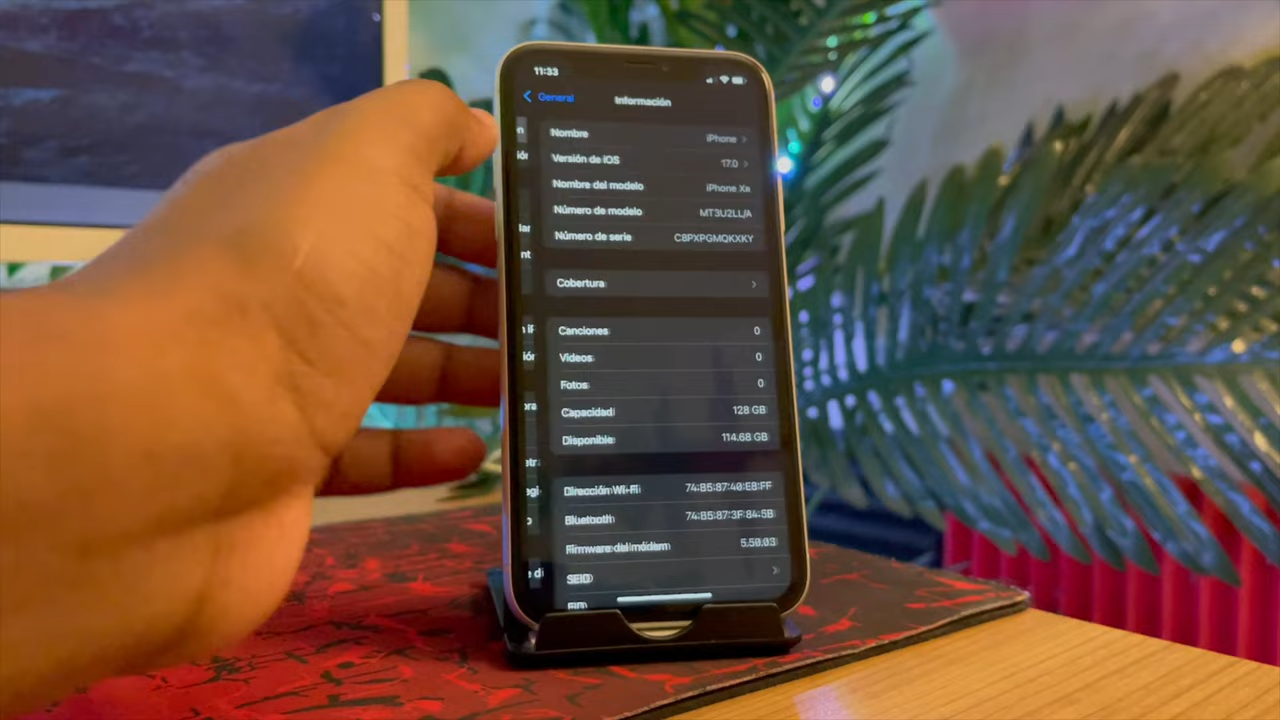 11:33
General
Información
Nombre iPhone
Versión de iOS 17.0
Nombre del modelo iPhone XR
Número de modelo MT3U2LL/A
Número de serie C8PXPGMQKXKY
Cobertura
Canciones 0
Videos 0
Fotos 0
Capacidad 128 GB
Disponible 114.68 GB
Dirección Wi-Fi 74:B5:87:40:EB:FF
Bluetooth 74:B5:87:3F:84:5B
Firmware del módem 5.50.03
SEID
EID